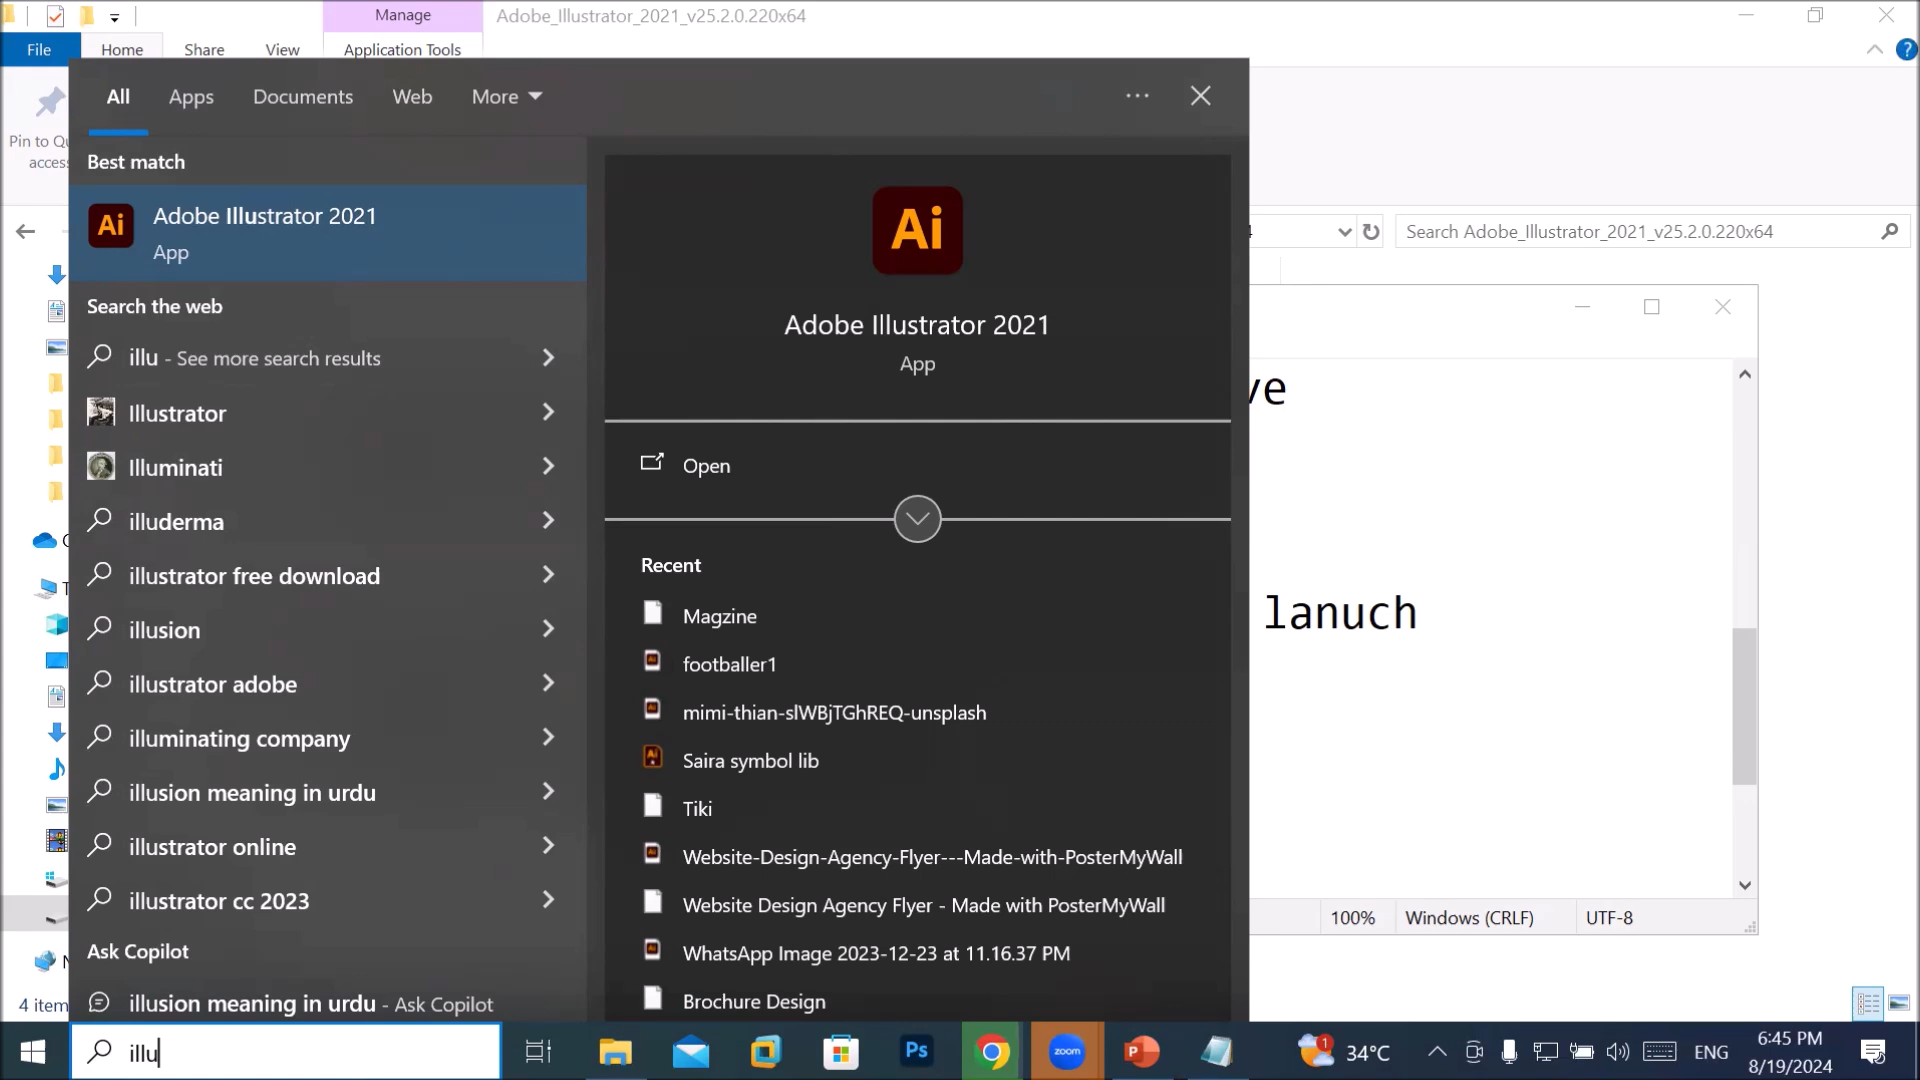 Manage
Adobe_Illustrator_2021_v25.2.0.220x64
File
Home
Share
View
Application Tools
All
Apps
Documents
Web
More
Best match
Ai
Adobe Illustrator 2021
App
Search the web
illu - See more search results
Illustrator
Illuminati
illuderma
illustrator free download
illusion
illustrator adobe
illuminating company
illusion meaning in urdu
illustrator online
illustrator cc 2023
Ask Copilot
illusion meaning in urdu - Ask Copilot
Ai
Adobe Illustrator 2021
App
Open
Recent
Magzine
footballer1
mimi-thian-slWBjTGhREQ-unsplash
Saira symbol lib
Tiki
Website-Design-Agency-Flyer---Made-with-PosterMyWall
Website Design Agency Flyer - Made with PosterMyWall
WhatsApp Image 2023-12-23 at 11.16.37 PM
Brochure Design
Search Adobe_Illustrator_2021_v25.2.0.220x64
lanuch
100%
Windows (CRLF)
UTF-8
4 item
illu
Ps
zoom
1
34°C
ENG
6:45 PM
8/19/2024